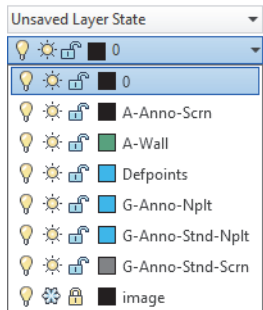 Unsaved Layer State
0
0
A-Anno-Scrn
A-Wall
Defpoints
G-Anno-Nplt
G-Anno-Stnd-Nplt
G-Anno-Stnd-Scrn
image